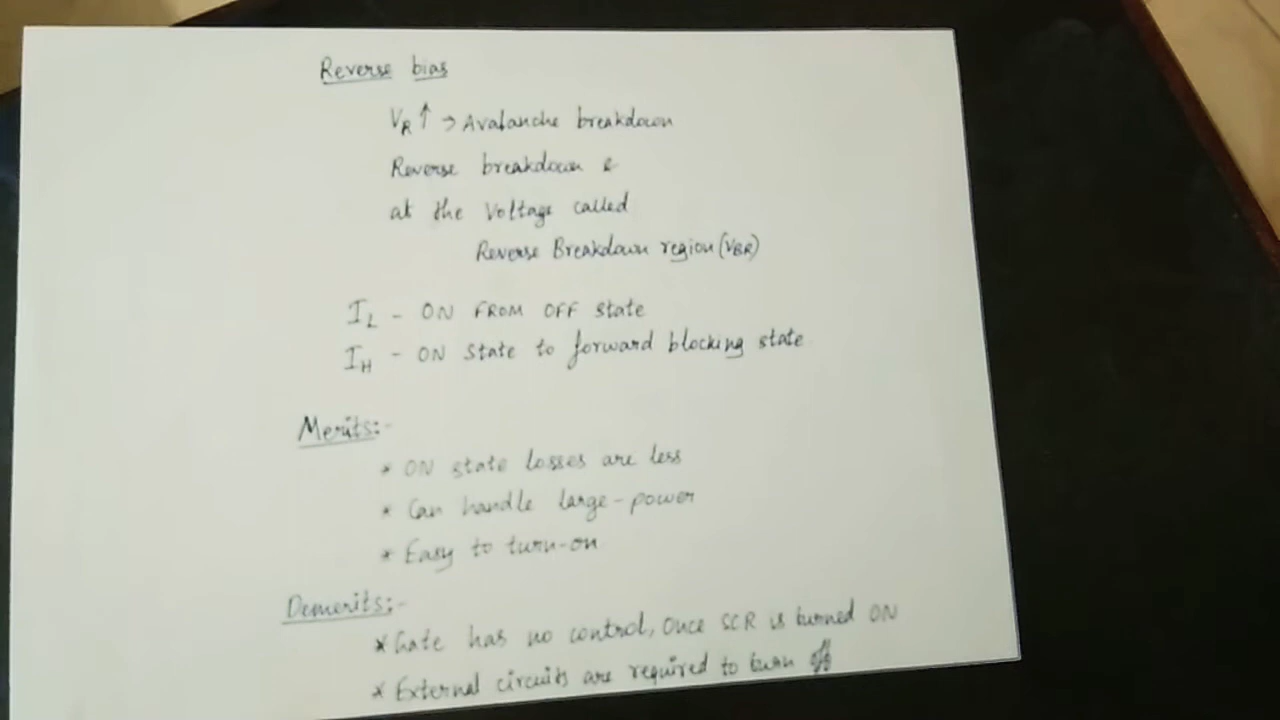 Reverse bias
VR ↑ → Avalanche breakdown
Reverse breakdown &
at the Voltage called
Reverse Breakdown region (VBR)
IL - ON FROM OFF state
IH - ON state to forward blocking state
Merits:-
* ON state losses are less
* Can handle large-power
* Easy to turn-on
Demerits:-
* Gate has no control, Once SCR is turned ON
* External circuits are required to turn off